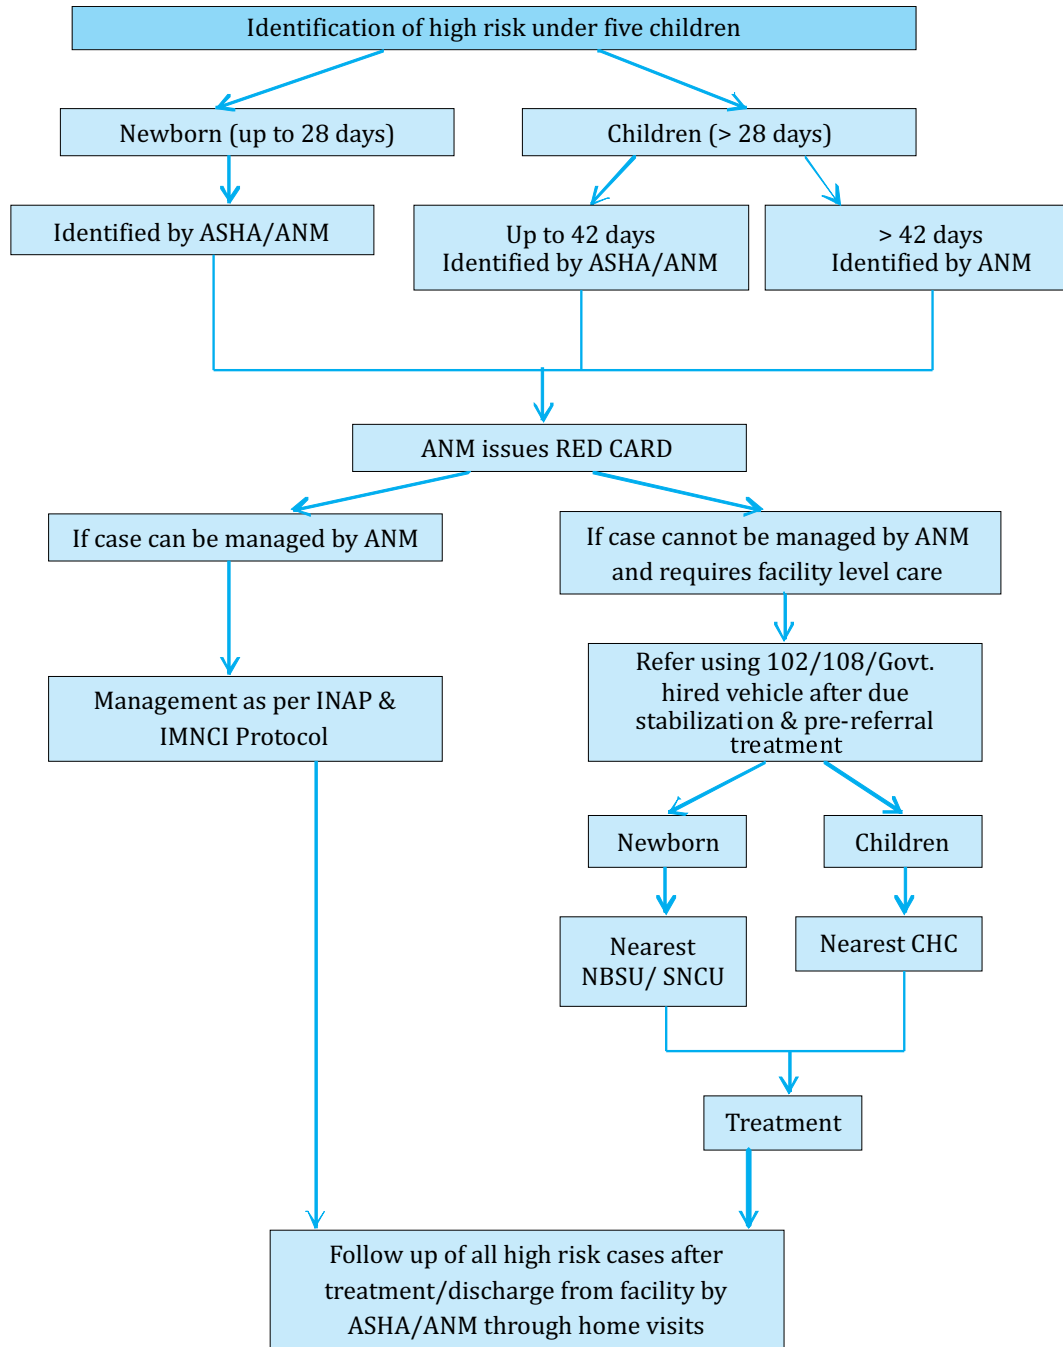 Identification of high risk under five children
Newborn (up to 28 days)
Children (> 28 days)
Identified by ASHA/ANM
Up to 42 days
Identified by ASHA/ANM
> 42 days
Identified by ANM
ANM issues RED CARD
If case can be managed by ANM
If case cannot be managed by ANM
and requires facility level care
Management as per INAP &
IMNCI Protocol
Refer using 102/108/Govt.
hired vehicle after due
stabilization & pre-referral
treatment
Newborn
Children
Nearest
NBSU/ SNCU
Nearest CHC
Treatment
Follow up of all high risk cases after
treatment/discharge from facility by
ASHA/ANM through home visits